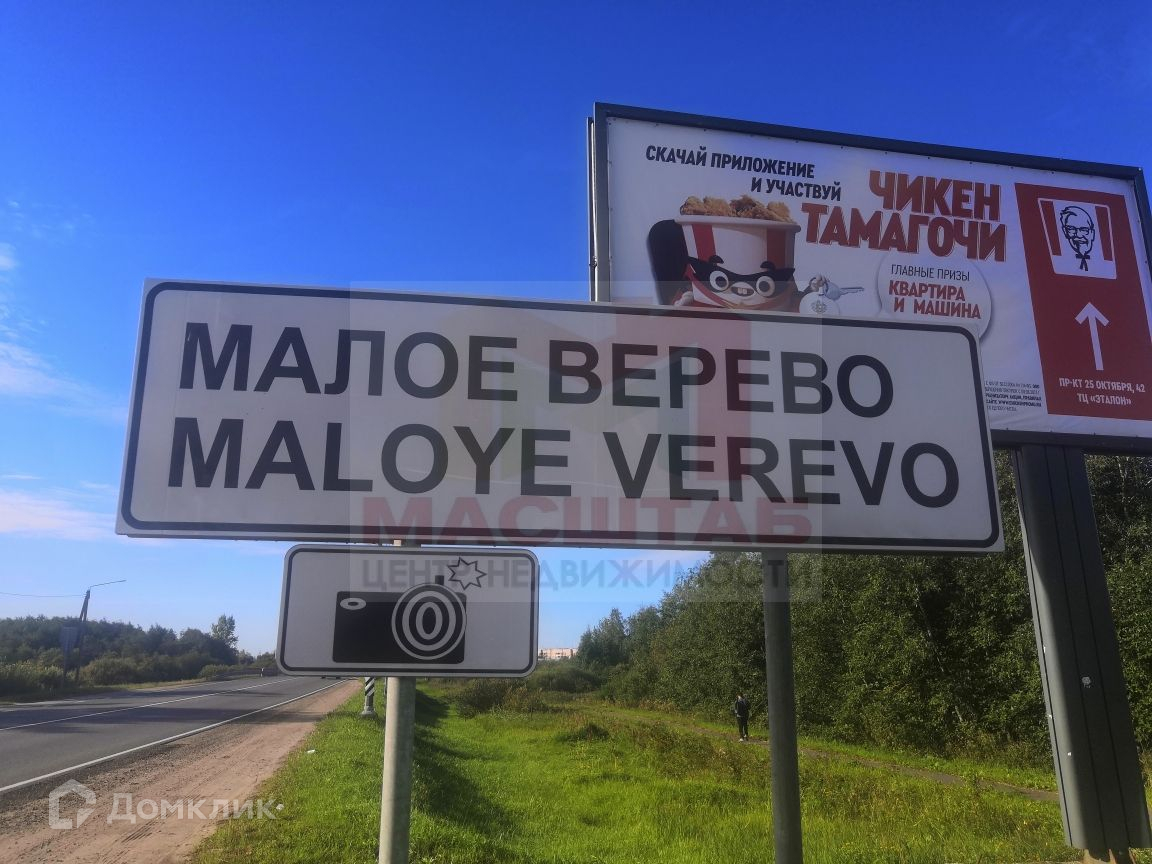 СКАЧАЙ ПРИЛОЖЕНИЕ
И УЧАСТВУЙ
ЧИКЕН
ТАМАГОЧИ
ГЛАВНЫЕ ПРИЗЫ
КВАРТИРА
И МАШИНА
ПР-КТ 25 ОКТЯБРЯ, 42
ТЦ «ЭТАЛОН»
МАЛОЕ ВЕРЕВО
MALOYE VEREVO
МАСШТАБ
ЦЕНТР НЕДВИЖИМОСТИ
Домклик